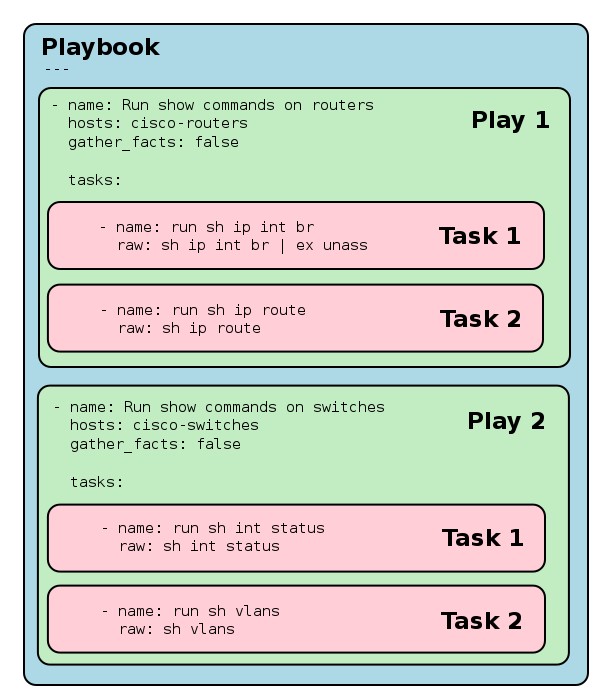 Playbook
---
- name: Run show commands on routers
Play 1
hosts: cisco-routers
gather_facts: false
tasks:
- name: run sh ip int br
Task 1
raw: sh ip int br | ex unass
- name: run sh ip route
Task 2
raw: sh ip route
- name: Run show commands on switches
Play 2
hosts: cisco-switches
gather_facts: false
tasks:
- name: run sh int status
Task 1
raw: sh int status
- name: run sh vlans
Task 2
raw: sh vlans